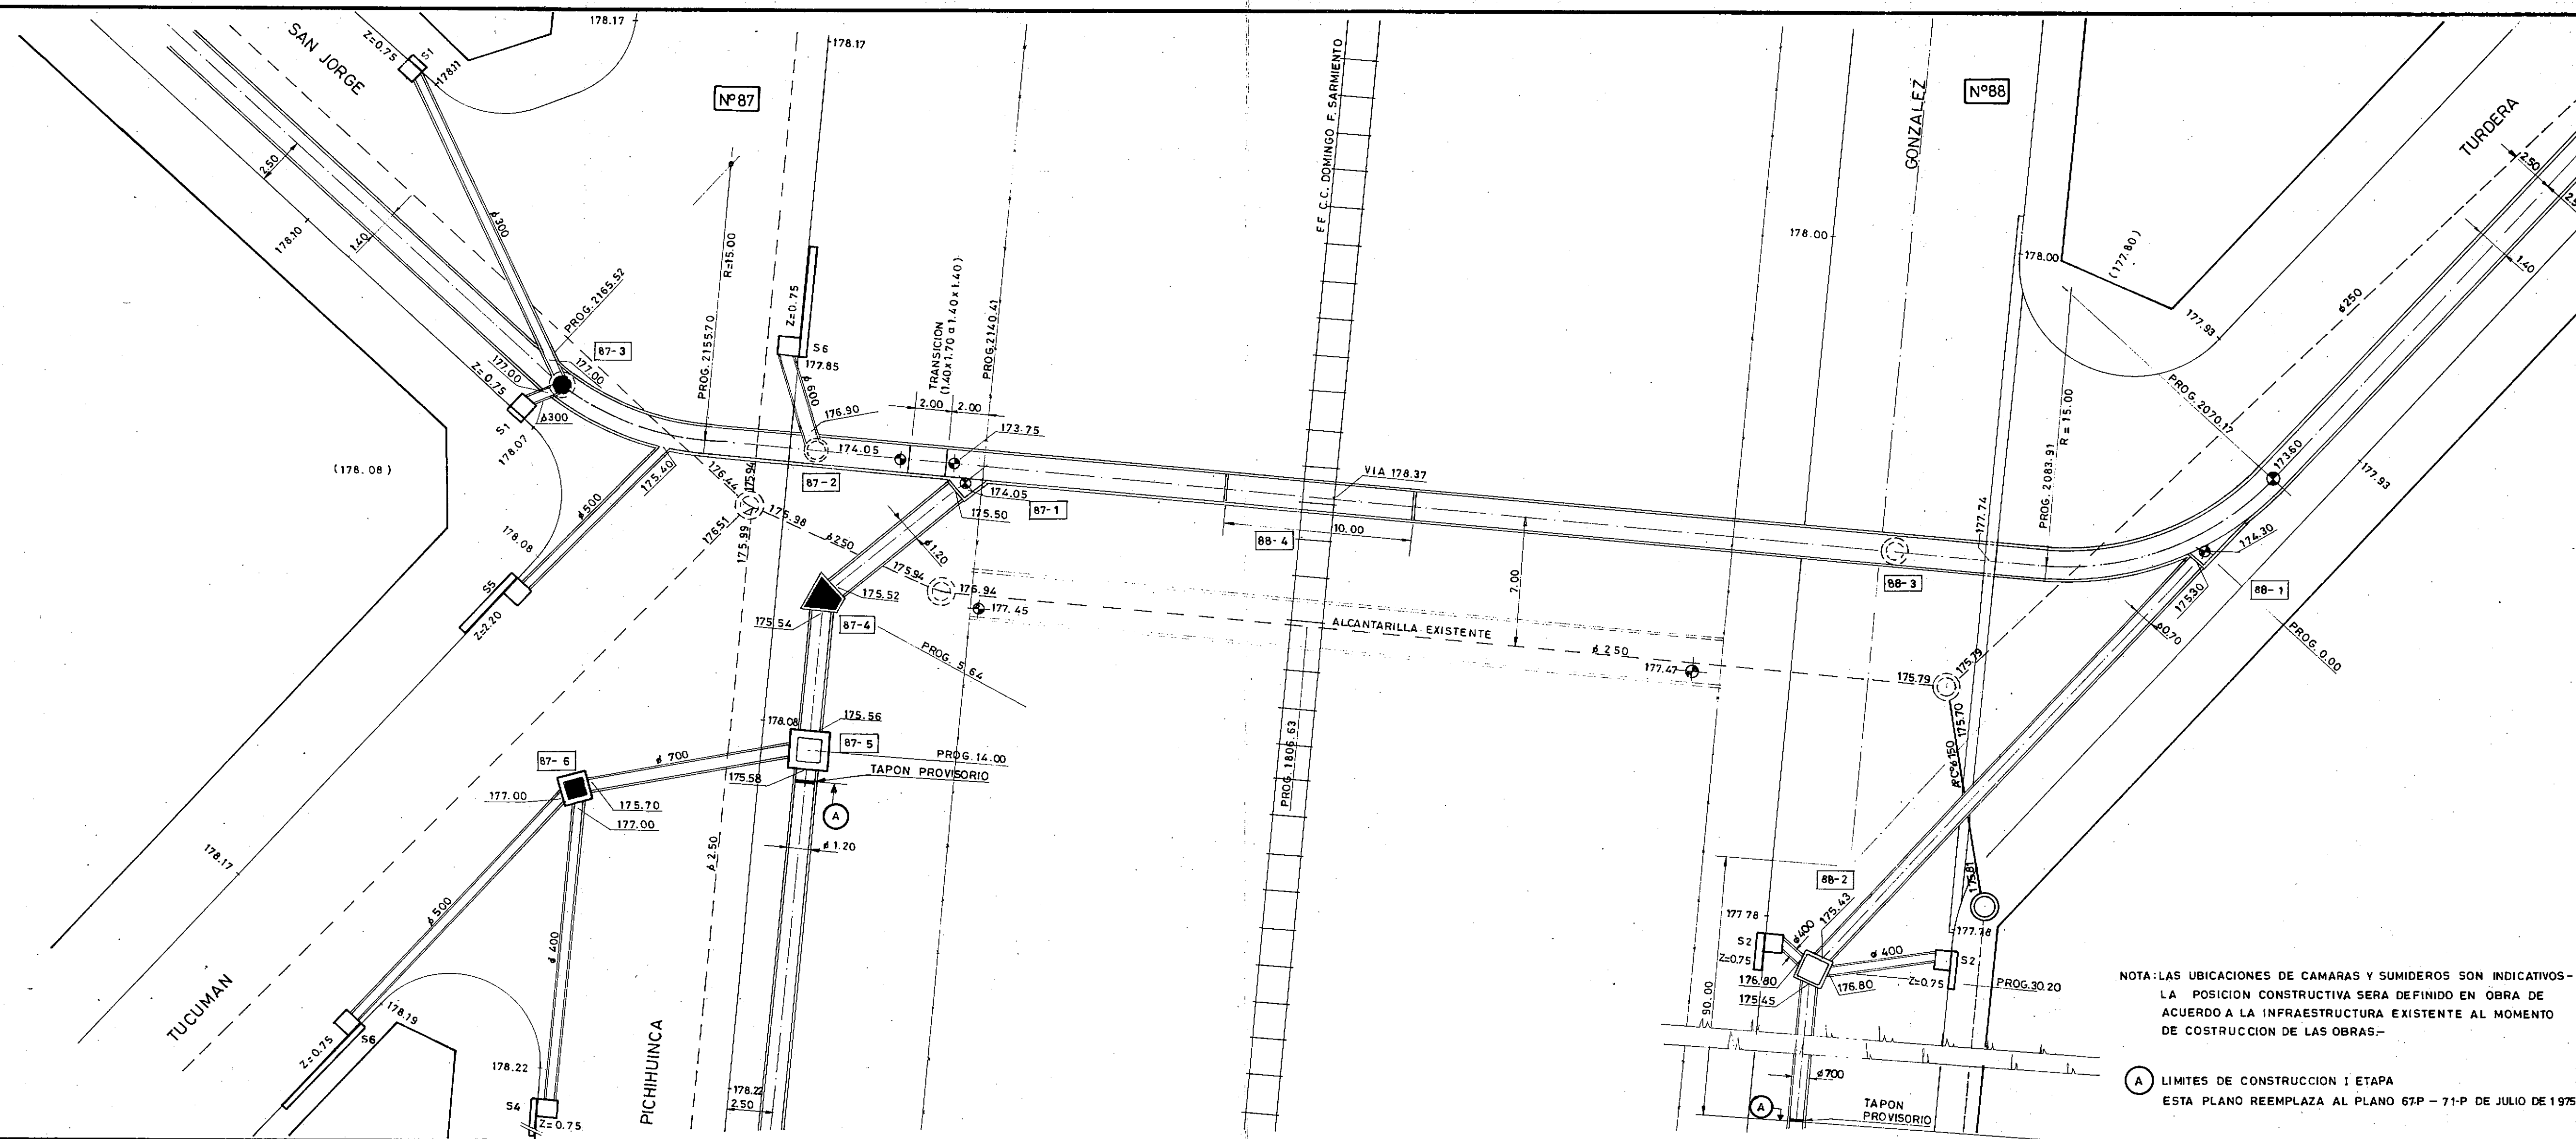 178.17
SAN JORGE
Z=0.75
S1
178.11
Nº87
178.17
2.50
178.10
1.40
ø300
PROG.2165.52
87-3
177.00
177.00
Z=0.75
ø300
S1
178.07
(178.08)
R=15.00
PROG.2155.70
Z=0.75
S6
177.85
ø600
176.90
TRANSICION
(1.40x1.70 a 1.40x1.40)
PROG.2140.41
2.00
2.00
173.75
174.05
87-2
174.05
175.50
87-1
175.40
ø500
176.44
175.94
175.98
176.51
175.99
ø250
ø1.20
178.08
S5
Z=2.20
175.94
176.94
177.45
175.52
175.54
87-4
PROG. 5.64
178.08
175.56
87-5
PROG.14.00
TAPON PROVISORIO
175.58
A
ø1.20
87-6
ø 700
177.00
175.70
177.00
ø 2.50
178.17
ø500
ø 400
TUCUMAN
178.19
Z=0.75
S6
178.22
S4
Z=0.75
PICHIHUINCA
178.22
2.50
FF C.C. DOMINGO F. SARMIENTO
VIA 178.37
10.00
88-4
7.00
ALCANTARILLA EXISTENTE
ø 250
177.47
PROG.1806.63
GONZALEZ
Nº88
TURDERA
178.00
178.00
(177.80)
177.93
2.50
1.40
ø250
PROG.2070.17
R = 15.00
PROG. 2083.91
177.74
173.60
177.93
88-3
174.30
175.30
88-1
ø0.70
PROG. 0.00
175.79
175.79
175.70
P.Cº ø150
175.81
88-2
175.43
177.78
S2
Z=0.75
ø400
ø 400
177.78
S2
176.80
175.45
176.80
Z=0.75
PROG.30.20
90.00
ø700
A
TAPON
PROVISORIO
NOTA: LAS UBICACIONES DE CAMARAS Y SUMIDEROS SON INDICATIVOS-
LA POSICION CONSTRUCTIVA SERA DEFINIDO EN OBRA DE
ACUERDO A LA INFRAESTRUCTURA EXISTENTE AL MOMENTO
DE COSTRUCCION DE LAS OBRAS.-
A LIMITES DE CONSTRUCCION I ETAPA
ESTA PLANO REEMPLAZA AL PLANO 67-P - 71-P DE JULIO DE 1975